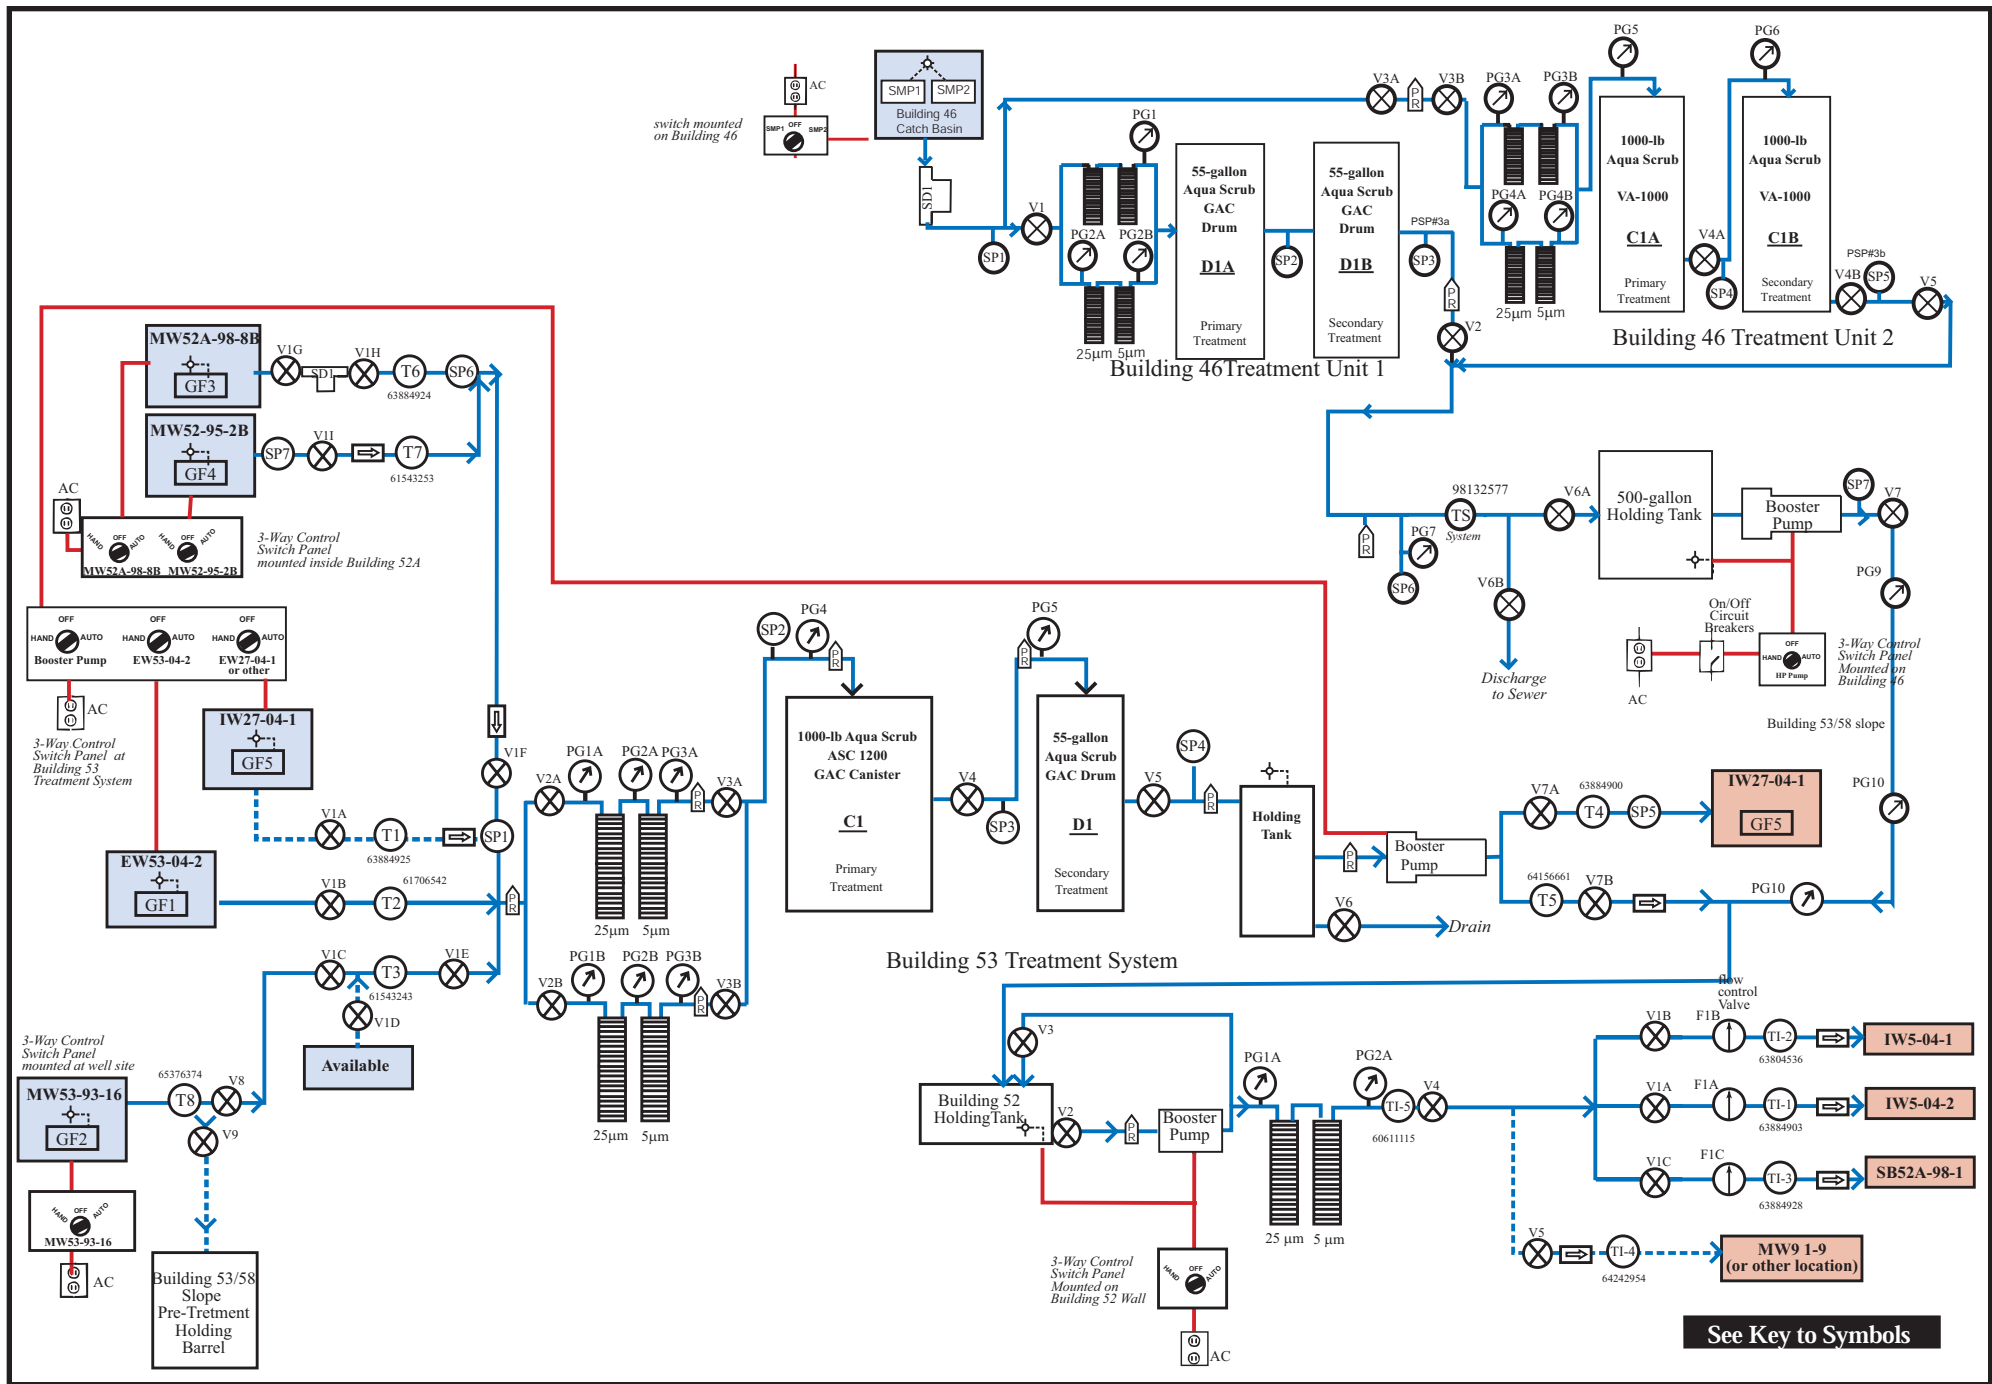 PG5
PG6
AC
SMP1
SMP2
Building 46
Catch Basin
switch mounted
on Building 46
SMP1
OFF
SMP2
V3A
PR
V3B
PG3A
PG3B
PG1
SD1
V1
SP1
PG2A
PG2B
25µm 5µm
55-gallon
Aqua Scrub
GAC
Drum
D1A
Primary
Treatment
SP2
55-gallon
Aqua Scrub
GAC
Drum
D1B
Secondary
Treatment
PSP#3a
SP3
PR
V2
PG4A
PG4B
25µm 5µm
1000-lb
Aqua Scrub
VA-1000
C1A
Primary
Treatment
V4A
SP4
1000-lb
Aqua Scrub
VA-1000
C1B
Secondary
Treatment
PSP#3b
V4B
SP5
V5
Building 46Treatment Unit 1
Building 46 Treatment Unit 2
MW52A-98-8B
GF3
V1G
SD1
V1H
T6
63884924
SP6
MW52-95-2B
GF4
SP7
V1I
T7
61543253
AC
HAND
OFF
AUTO
HAND
OFF
AUTO
MW52A-98-8B
MW52-95-2B
3-Way Control
Switch Panel
mounted inside Building 52A
98132577
TS
System
V6A
500-gallon
Holding Tank
Booster
Pump
SP7
V7
PR
PG7
SP6
V6B
Discharge
to Sewer
PG9
On/Off
Circuit
Breakers
AC
OFF
HAND
AUTO
HP Pump
3-Way Control
Switch Panel
Mounted on
Building 46
Building 53/58 slope
OFF
HAND
AUTO
Booster Pump
OFF
HAND
AUTO
EW53-04-2
OFF
HAND
AUTO
EW27-04-1
or other
AC
3-Way Control
Switch Panel at
Building 53
Treatment System
IW27-04-1
GF5
V1F
V1A
T1
63884925
SP1
EW53-04-2
GF1
V1B
T2
61706542
PR
V1C
T3
61543243
V1E
V1D
Available
V2A
PG1A
PG2A
PG3A
PR
V3A
25µm
5µm
V2B
PG1B
PG2B
PG3B
PR
V3B
25µm
5µm
SP2
PG4
PR
1000-lb Aqua Scrub
ASC 1200
GAC Canister
C1
Primary
Treatment
V4
SP3
PR
PG5
55-gallon
Aqua Scrub
GAC Drum
D1
Secondary
Treatment
V5
SP4
PR
Holding
Tank
V6
Drain
PR
Booster
Pump
V7A
63884900
T4
SP5
IW27-04-1
GF5
PG10
64156661
T5
V7B
PG10
Building 53 Treatment System
3-Way Control
Switch Panel
mounted at well site
MW53-93-16
GF2
65376374
T8
V8
V9
HAND
OFF
AUTO
MW53-93-16
AC
Building 53/58
Slope
Pre-Tretment
Holding
Barrel
Building 52
HoldingTank
V3
V2
PR
Booster
Pump
PG1A
PG2A
TI-5
V4
60611115
25 µm
5 µm
3-Way Control
Switch Panel
Mounted on
Building 52 Wall
HAND
OFF
AUTO
AC
flow
control
Valve
V1B
F1B
TI-2
63804536
IW5-04-1
V1A
F1A
TI-1
63884903
IW5-04-2
V1C
F1C
TI-3
63884928
SB52A-98-1
V5
TI-4
64242954
MW9 1-9
(or other location)
See Key to Symbols